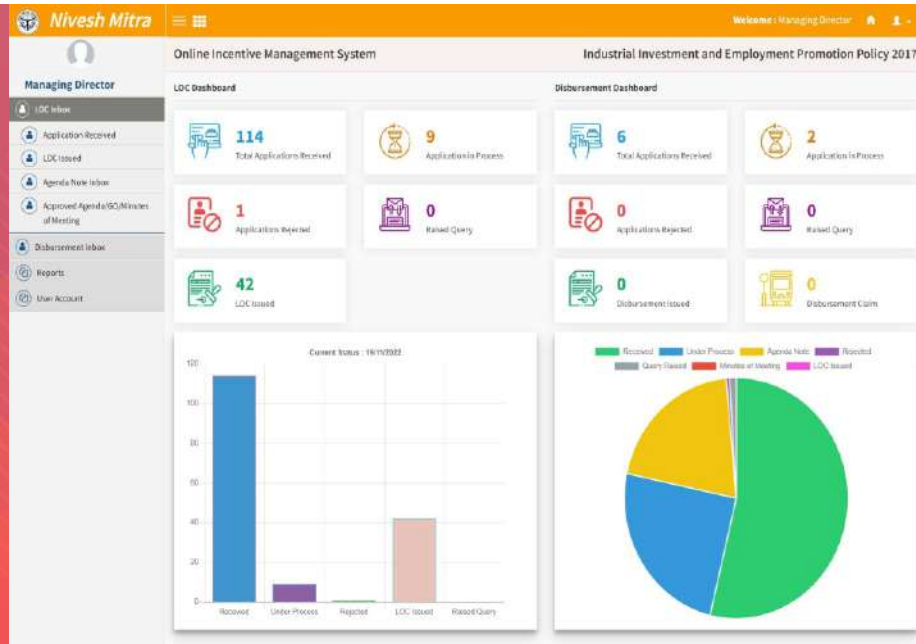 Nivesh Mitra
Welcome : Managing Director
Managing Director
LOC Inbox
Application Received
LOC Issued
Agenda Note Inbox
Approved Agenda/GO/Minutes
of Meeting
Disbursement Inbox
Reports
User Account
Online Incentive Management System
Industrial Investment and Employment Promotion Policy 2017
LOC Dashboard
114
Total Applications Received
9
Application in Process
1
Applications Rejected
0
Raised Query
42
LOC Issued
Disbursement Dashboard
6
Total Applications Received
2
Application in Process
0
Applications Rejected
0
Raised Query
0
Disbursement Issued
0
Disbursement Claim
Current Status : 16/11/2022
120
100
80
60
40
20
0
Received Under Process Rejected LOC Issued Raised Query
Received Under Process Agenda Note Rejected
Query Raised Minutes of Meeting LOC Issued